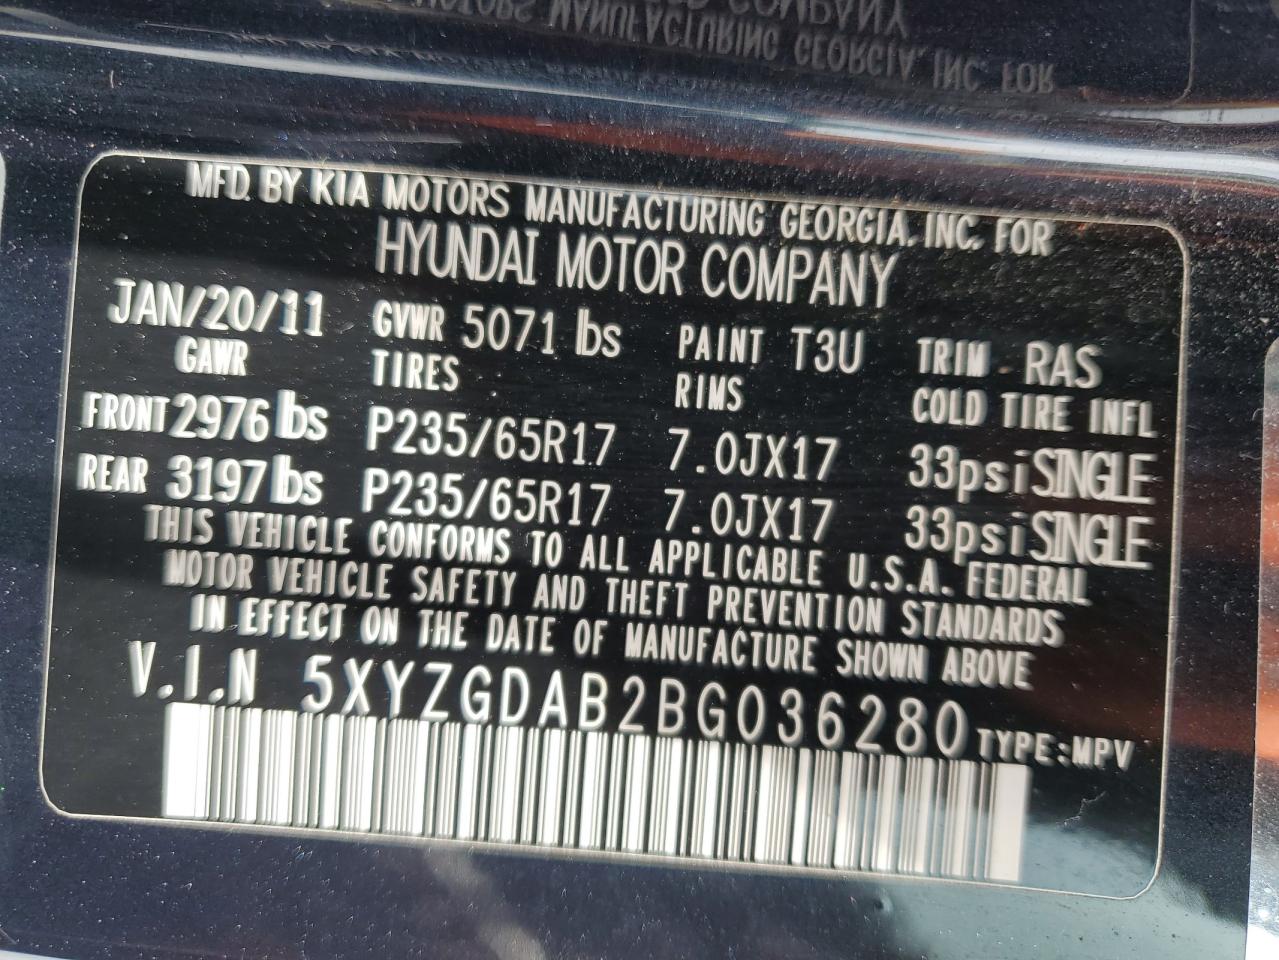 MFD. BY KIA MOTORS MANUFACTURING GEORGIA, INC. FOR
HYUNDAI MOTOR COMPANY
JAN/20/11 GVWR 5071 lbs PAINT T3U TRIM RAS
GAWR TIRES RIMS COLD TIRE INFL
FRONT 2976 lbs P235/65R17 7.0JX17 33psi SINGLE
REAR 3197 lbs P235/65R17 7.0JX17 33psi SINGLE
THIS VEHICLE CONFORMS TO ALL APPLICABLE U.S.A. FEDERAL
MOTOR VEHICLE SAFETY AND THEFT PREVENTION STANDARDS
IN EFFECT ON THE DATE OF MANUFACTURE SHOWN ABOVE
V.I.N 5XYZGDAB2BG036280 TYPE:MPV